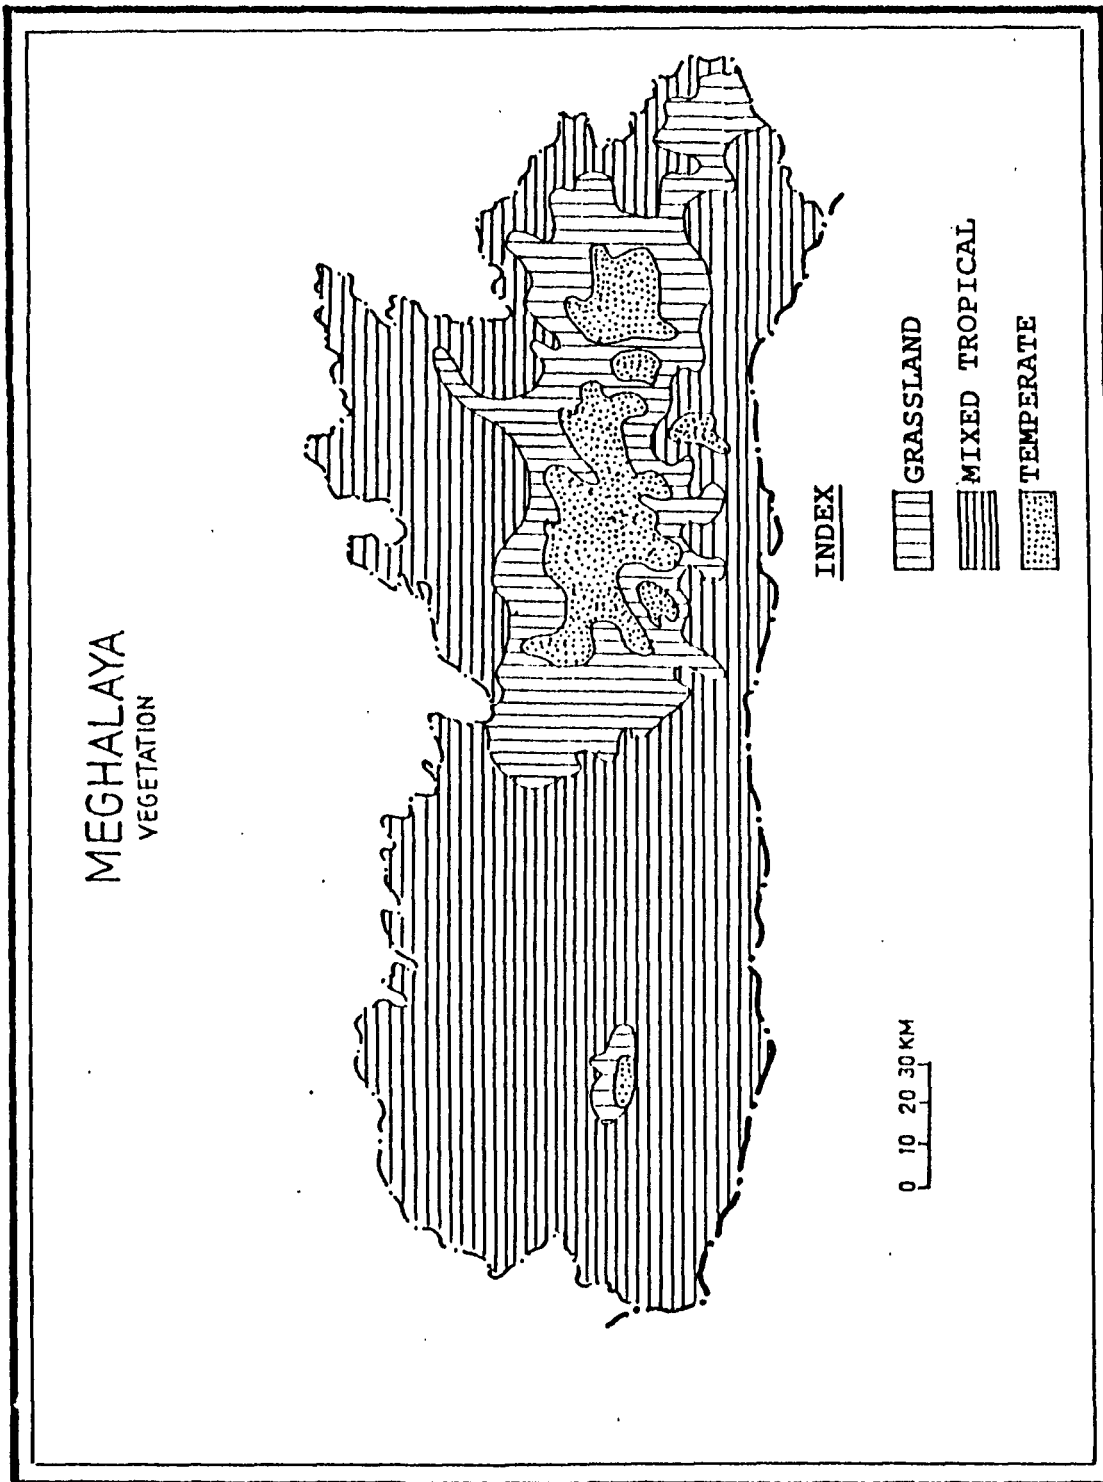 MEGHALAYA
VEGETATION
INDEX
GRASSLAND
MIXED TROPICAL
TEMPERATE
0 10 20 30 KM